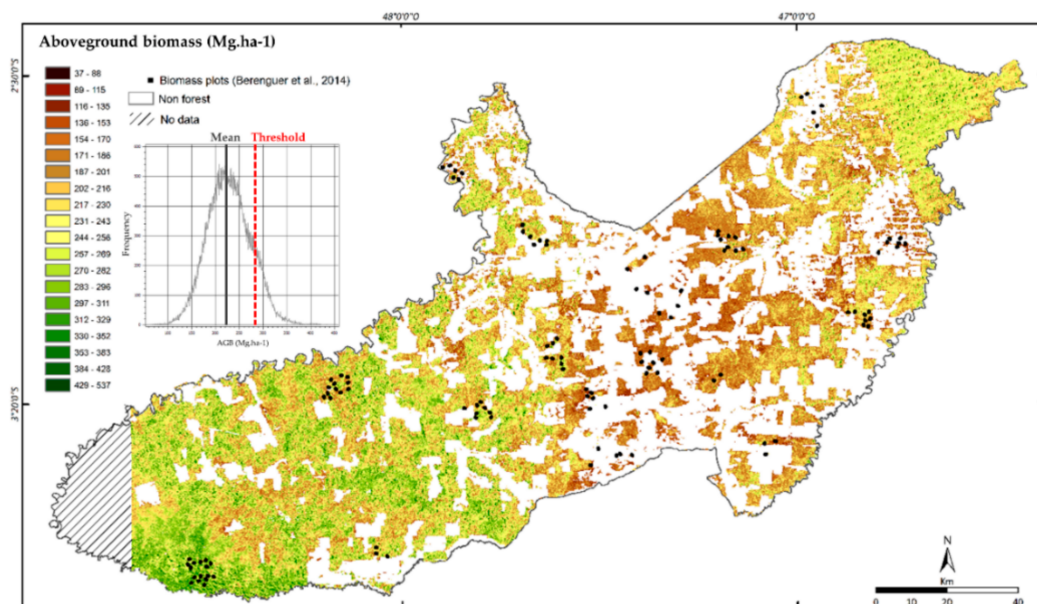 48°0'0"O
47°0'0"O
Aboveground biomass (Mg.ha-1)
2°30'0"S
3°20'0"S
37 - 88
89 - 115
116 - 135
136 - 153
154 - 170
171 - 186
187 - 201
202 - 216
217 - 230
231 - 243
244 - 256
257 - 269
270 - 282
283 - 296
297 - 311
312 - 329
330 - 352
353 - 383
384 - 428
429 - 537
Biomass plots (Berenguer et al., 2014)
Non forest
No data
Mean
Threshold
Frequency
AGB (Mg.ha-1)
N
Km
0
10
20
40